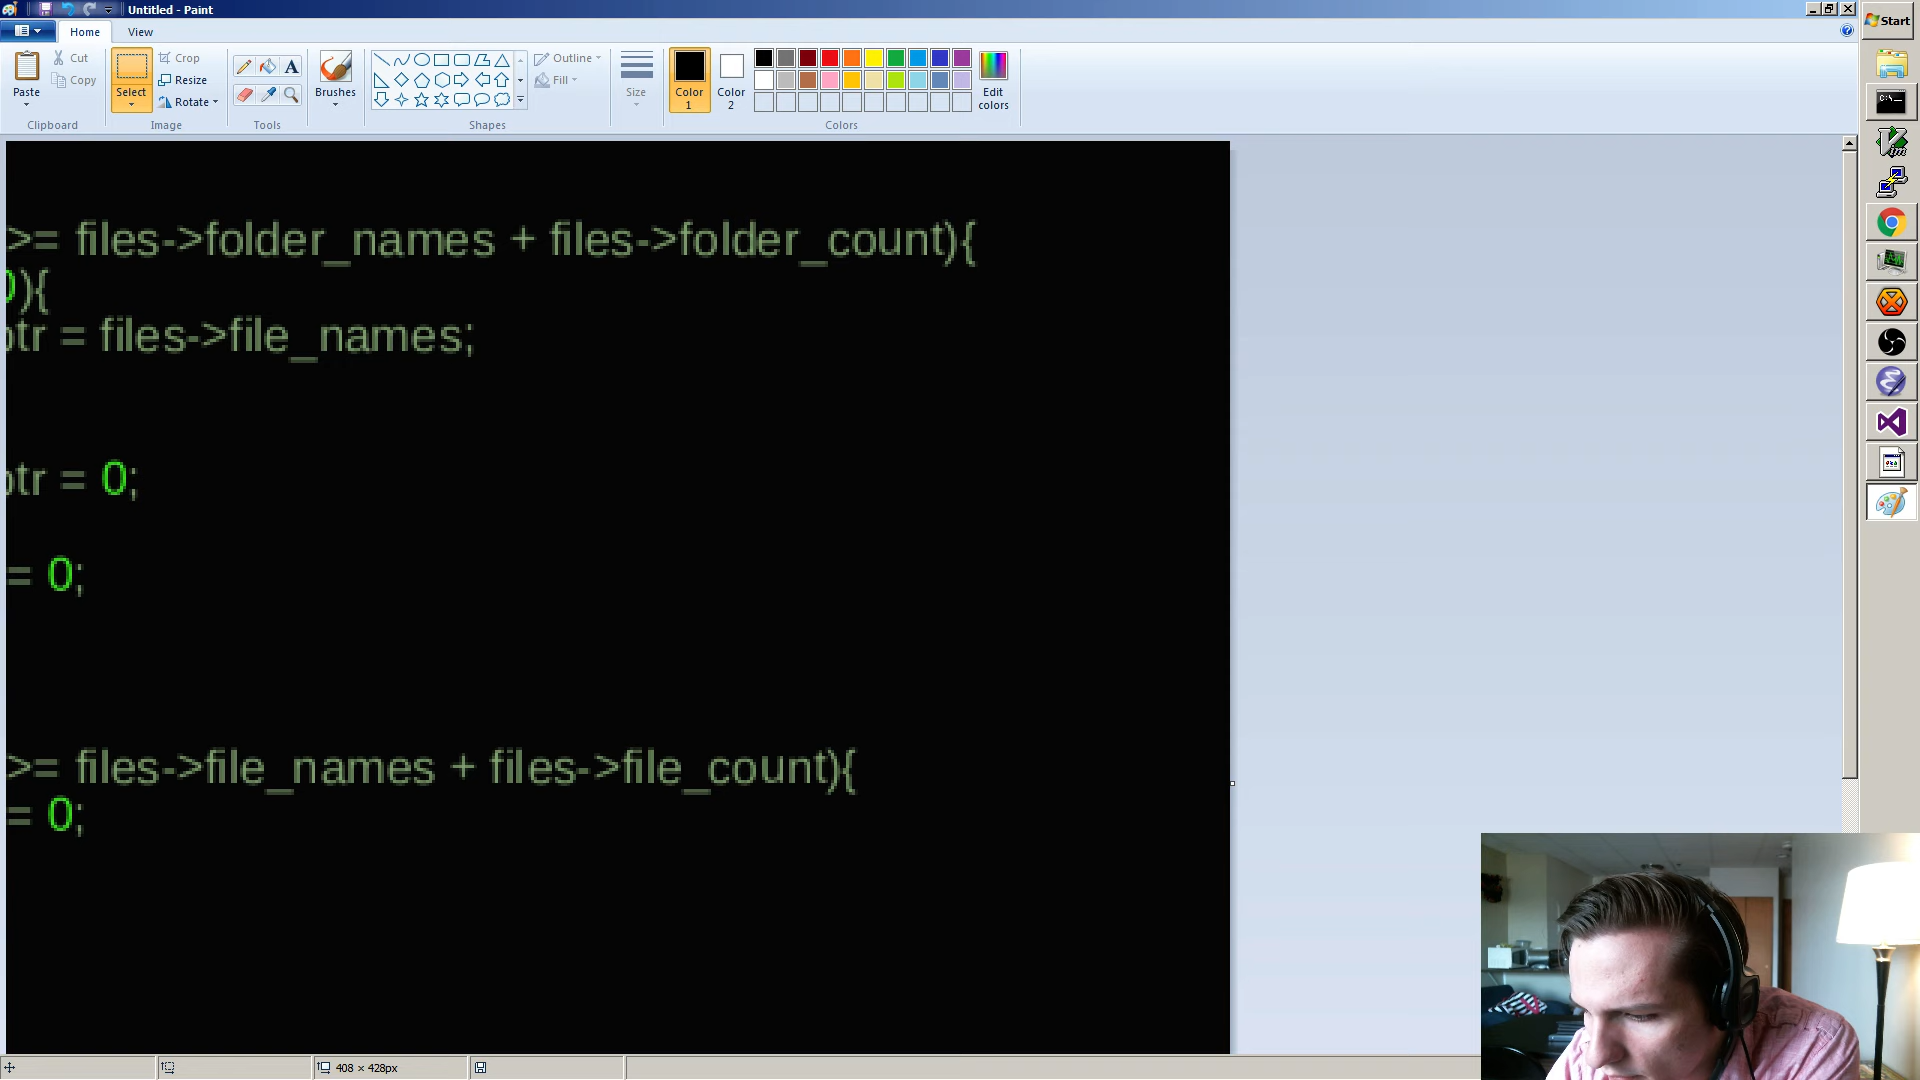 Untitled - Paint
Home
View
Start
Paste
Cut
Copy
Clipboard
Select
Crop
Resize
Rotate
Image
A
Tools
Brushes
Shapes
Outline
Fill
Size
Color 1
Color 2
Edit colors
Colors
>= files->folder_names + files->folder_count){
){
ptr = files->file_names;
ptr = 0;
= 0;
>= files->file_names + files->file_count){
= 0;
408 × 428px